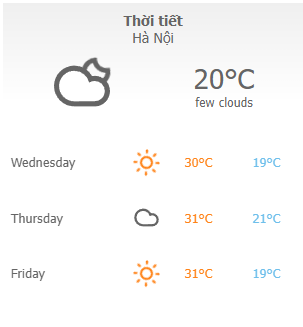 Thời tiết
Hà Nội
20°C
few clouds
Wednesday 30°C 19°C
Thursday 31°C 21°C
Friday 31°C 19°C